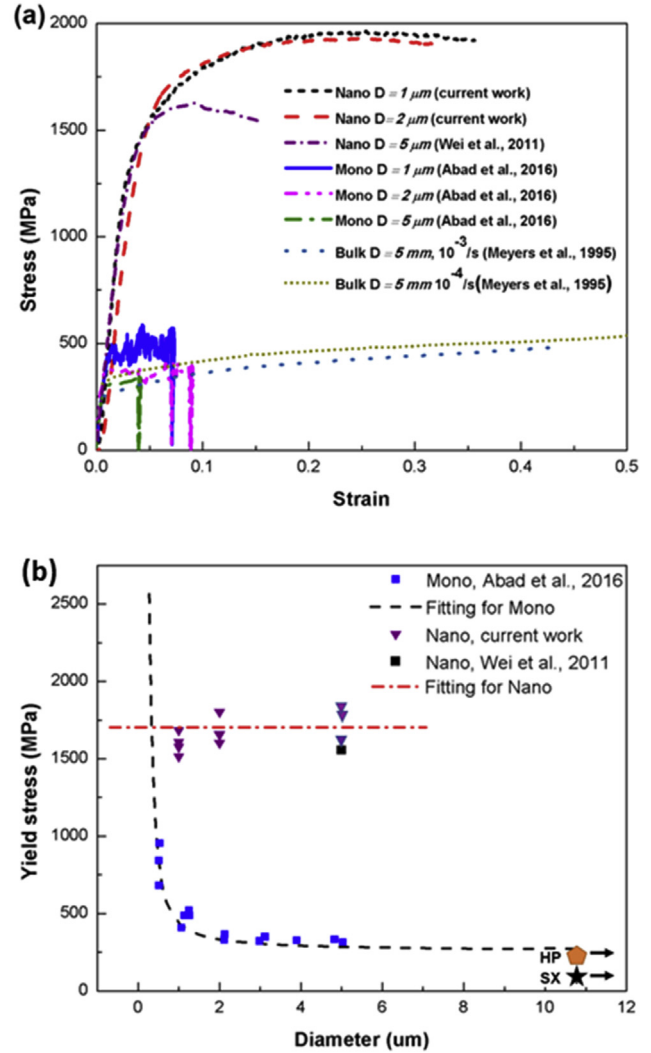 (a)
2000
1500
1000
500
0
Stress (MPa)
Nano D = 1 μm (current work)
Nano D = 2 μm (current work)
Nano D = 5 μm (Wei et al., 2011)
Mono D = 1 μm (Abad et al., 2016)
Mono D = 2 μm (Abad et al., 2016)
Mono D = 5 μm (Abad et al., 2016)
Bulk D = 5 mm, 10⁻³/s (Meyers et al., 1995)
Bulk D = 5 mm 10⁻⁴/s (Meyers et al., 1995)
0.0 0.1 0.2 0.3 0.4 0.5
Strain
(b)
2500
2000
1500
1000
500
0
Yield stress (MPa)
Mono, Abad et al., 2016
Fitting for Mono
Nano, current work
Nano, Wei et al., 2011
Fitting for Nano
HP
SX
0 2 4 6 8 10 12
Diameter (um)